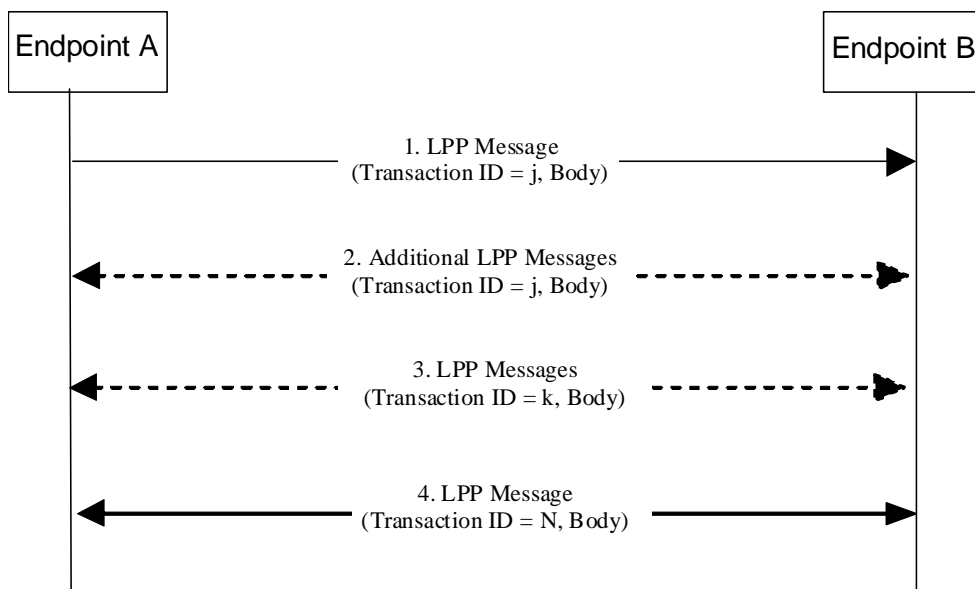 Endpoint A
Endpoint B
1. LPP Message
(Transaction ID = j, Body)
2. Additional LPP Messages
(Transaction ID = j, Body)
3. LPP Messages
(Transaction ID = k, Body)
4. LPP Message
(Transaction ID = N, Body)